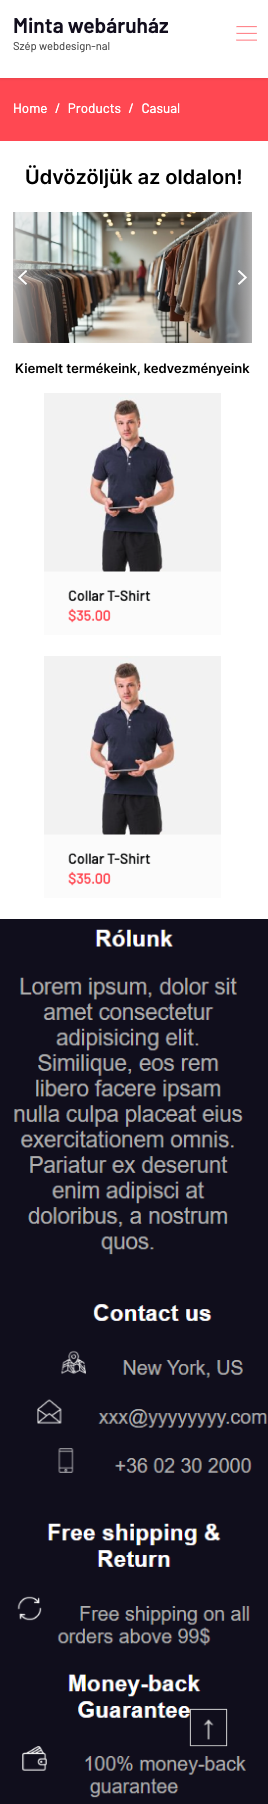 Minta webáruház
Szép webdesign-nal
Home / Products / Casual
Üdvözöljük az oldalon!
Kiemelt termékeink, kedvezményeink
Collar T-Shirt
$35.00
Collar T-Shirt
$35.00
Rólunk
Lorem ipsum, dolor sit
amet consectetur
adipisicing elit.
Similique, eos rem
libero facere ipsam
nulla culpa placeat eius
exercitationem omnis.
Pariatur ex deserunt
enim adipisci at
doloribus, a nostrum
quos.
Contact us
New York, US
xxx@yyyyyyyy.com
+36 02 30 2000
Free shipping &
Return
Free shipping on all
orders above 99$
Money-back
Guarantee
100% money-back
guarantee